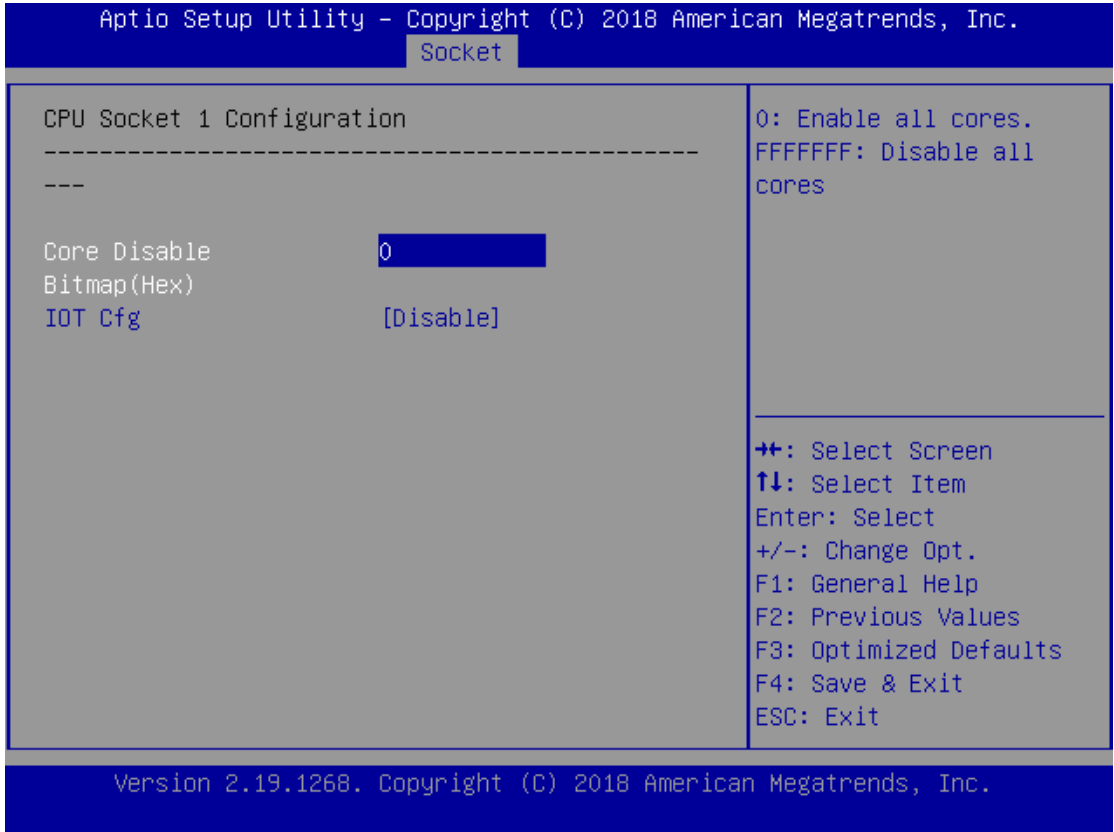 Aptio Setup Utility – Copyright (C) 2018 American Megatrends, Inc.
Socket
CPU Socket 1 Configuration
-----------------------------------------------
---
Core Disable 0
Bitmap(Hex)
IOT Cfg [Disable]
0: Enable all cores.
FFFFFFF: Disable all
cores
→←: Select Screen
↑↓: Select Item
Enter: Select
+/-: Change Opt.
F1: General Help
F2: Previous Values
F3: Optimized Defaults
F4: Save & Exit
ESC: Exit
Version 2.19.1268. Copyright (C) 2018 American Megatrends, Inc.